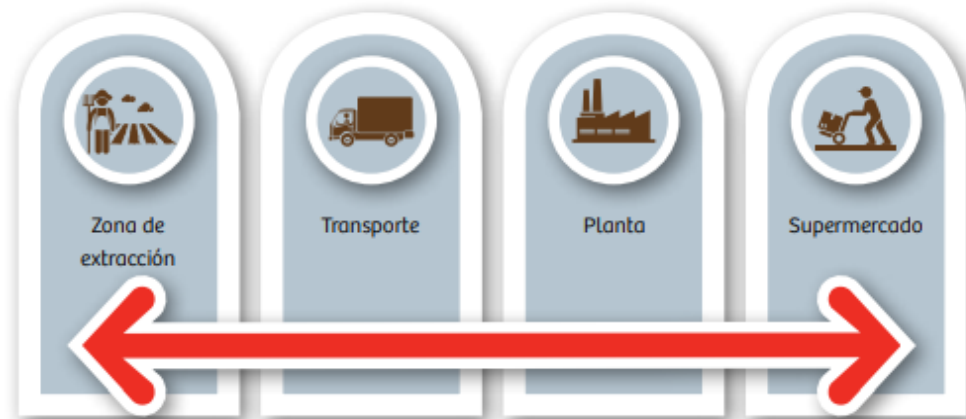 Zona de
extracción
Transporte
Planta
Supermercado